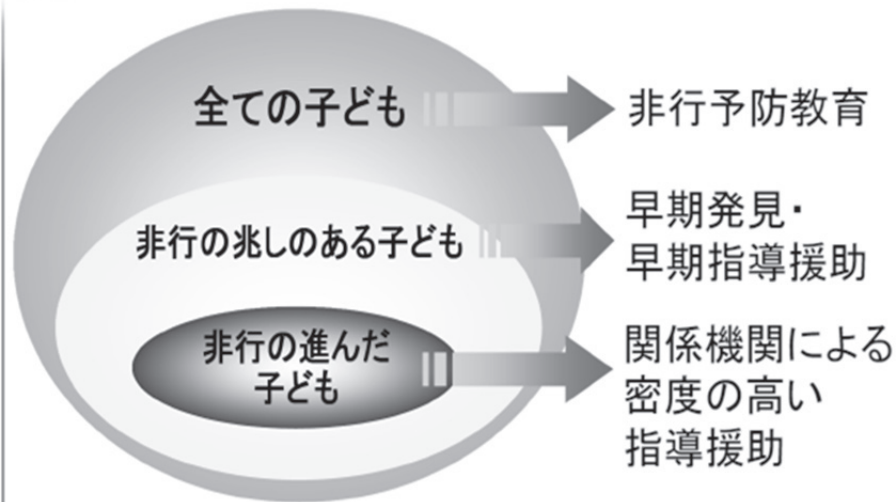 全ての子ども
非行予防教育
非行の兆しのある子ども
早期発見・
早期指導援助
非行の進んだ
子ども
関係機関による
密度の高い
指導援助